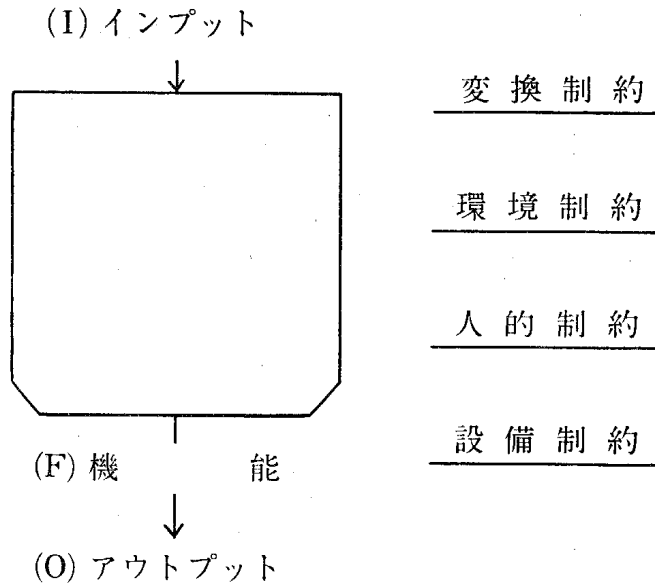 (I) インプット
変換制約
環境制約
人的制約
設備制約
(F) 機能
(O) アウトプット